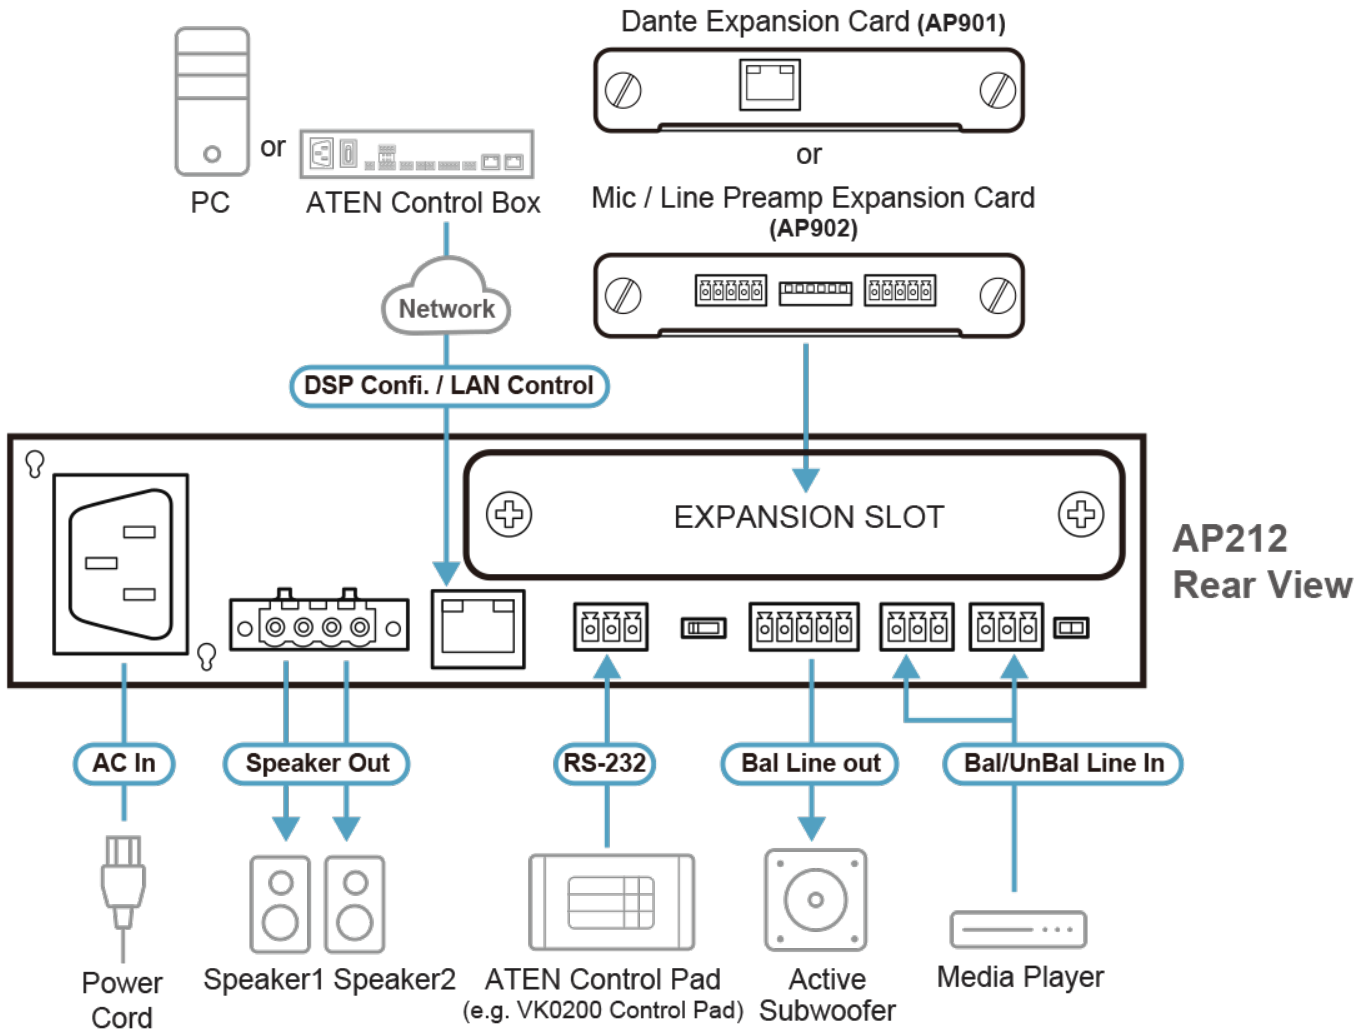 Dante Expansion Card (AP901)
or
PC
ATEN Control Box
or
Mic / Line Preamp Expansion Card
(AP902)
Network
DSP Confi. / LAN Control
EXPANSION SLOT
AP212
Rear View
AC In
Speaker Out
RS-232
Bal Line out
Bal/UnBal Line In
Power
Cord
Speaker1 Speaker2
ATEN Control Pad
(e.g. VK0200 Control Pad)
Active
Subwoofer
Media Player